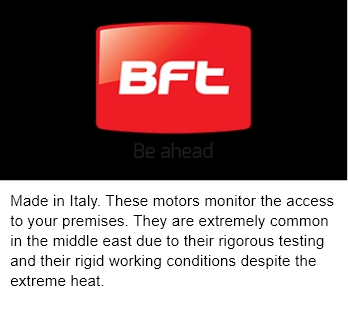 BFt
Be ahead
Made in Italy. These motors monitor the access
to your premises. They are extremely common
in the middle east due to their rigorous testing
and their rigid working conditions despite the
extreme heat.